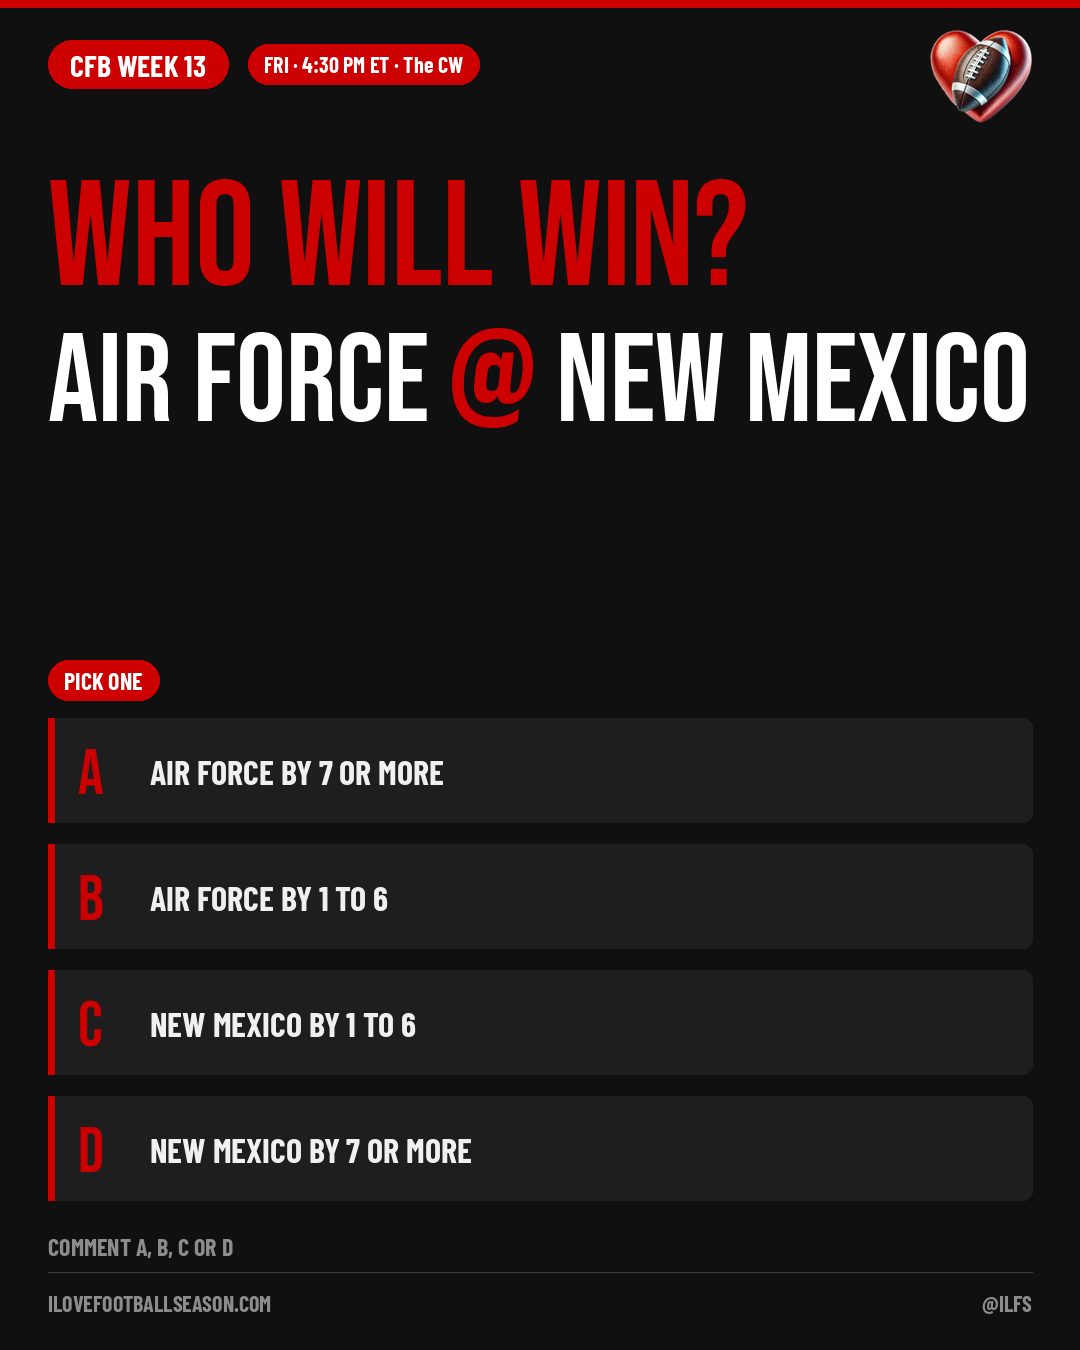 CFB WEEK 13
FRI · 4:30 PM ET · The CW
WHO WILL WIN?
AIR FORCE @ NEW MEXICO
PICK ONE
A AIR FORCE BY 7 OR MORE
B AIR FORCE BY 1 TO 6
C NEW MEXICO BY 1 TO 6
D NEW MEXICO BY 7 OR MORE
COMMENT A, B, C OR D
ILOVEFOOTBALLSEASON.COM
@ILFS